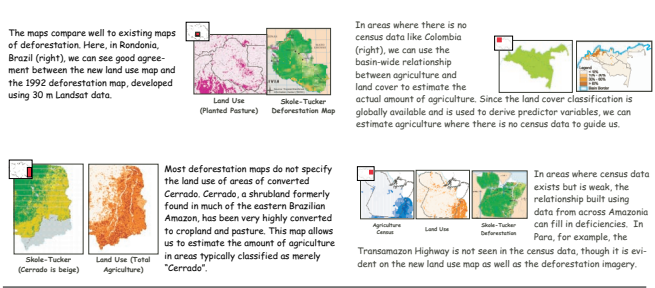 The maps compare well to existing maps
of deforestation. Here, in Rondonia,
Brazil (right), we can see good agree-
ment between the new land use map and
the 1992 deforestation map, developed
using 30 m Landsat data.
Land Use
(Planted Pasture)
Skole-Tucker
Deforestation Map
In areas where there is no
census data like Colombia
(right), we can use the
basin-wide relationship
between agriculture and
land cover to estimate the
actual amount of agriculture. Since the land cover classification is
globally available and is used to derive predictor variables, we can
estimate agriculture where there is no census data to guide us.
Legend
Basin Border
Skole-Tucker
(Cerrado is beige)
Land Use (Total
Agriculture)
Most deforestation maps do not specify
the land use of areas of converted
Cerrado. Cerrado, a shrubland formerly
found in much of the eastern Brazilian
Amazon, has been very highly converted
to cropland and pasture. This map allows
us to estimate the amount of agriculture
in areas typically classified as merely
"Cerrado".
Agriculture
Census
Land Use
Skole-Tucker
Deforestation
In areas where census data
exists but is weak, the
relationship built using
data from across Amazonia
can fill in deficiencies. In
Para, for example, the
Transamazon Highway is not seen in the census data, though it is evi-
dent on the new land use map as well as the deforestation imagery.